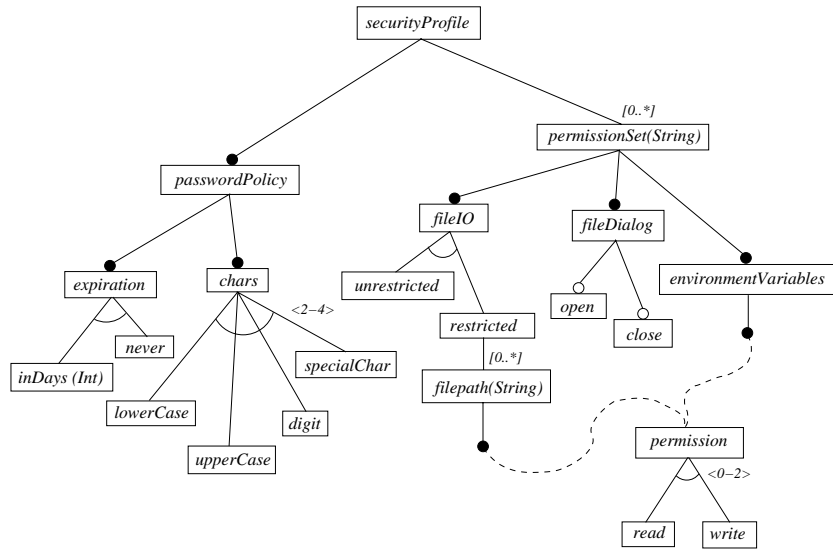 securityProfile
[0..*]
permissionSet(String)
passwordPolicy
fileIO
fileDialog
expiration
chars
unrestricted
environmentVariables
<2–4>
open
restricted
close
never
[0..*]
inDays (Int)
specialChar
filepath(String)
lowerCase
digit
upperCase
permission
<0–2>
read
write